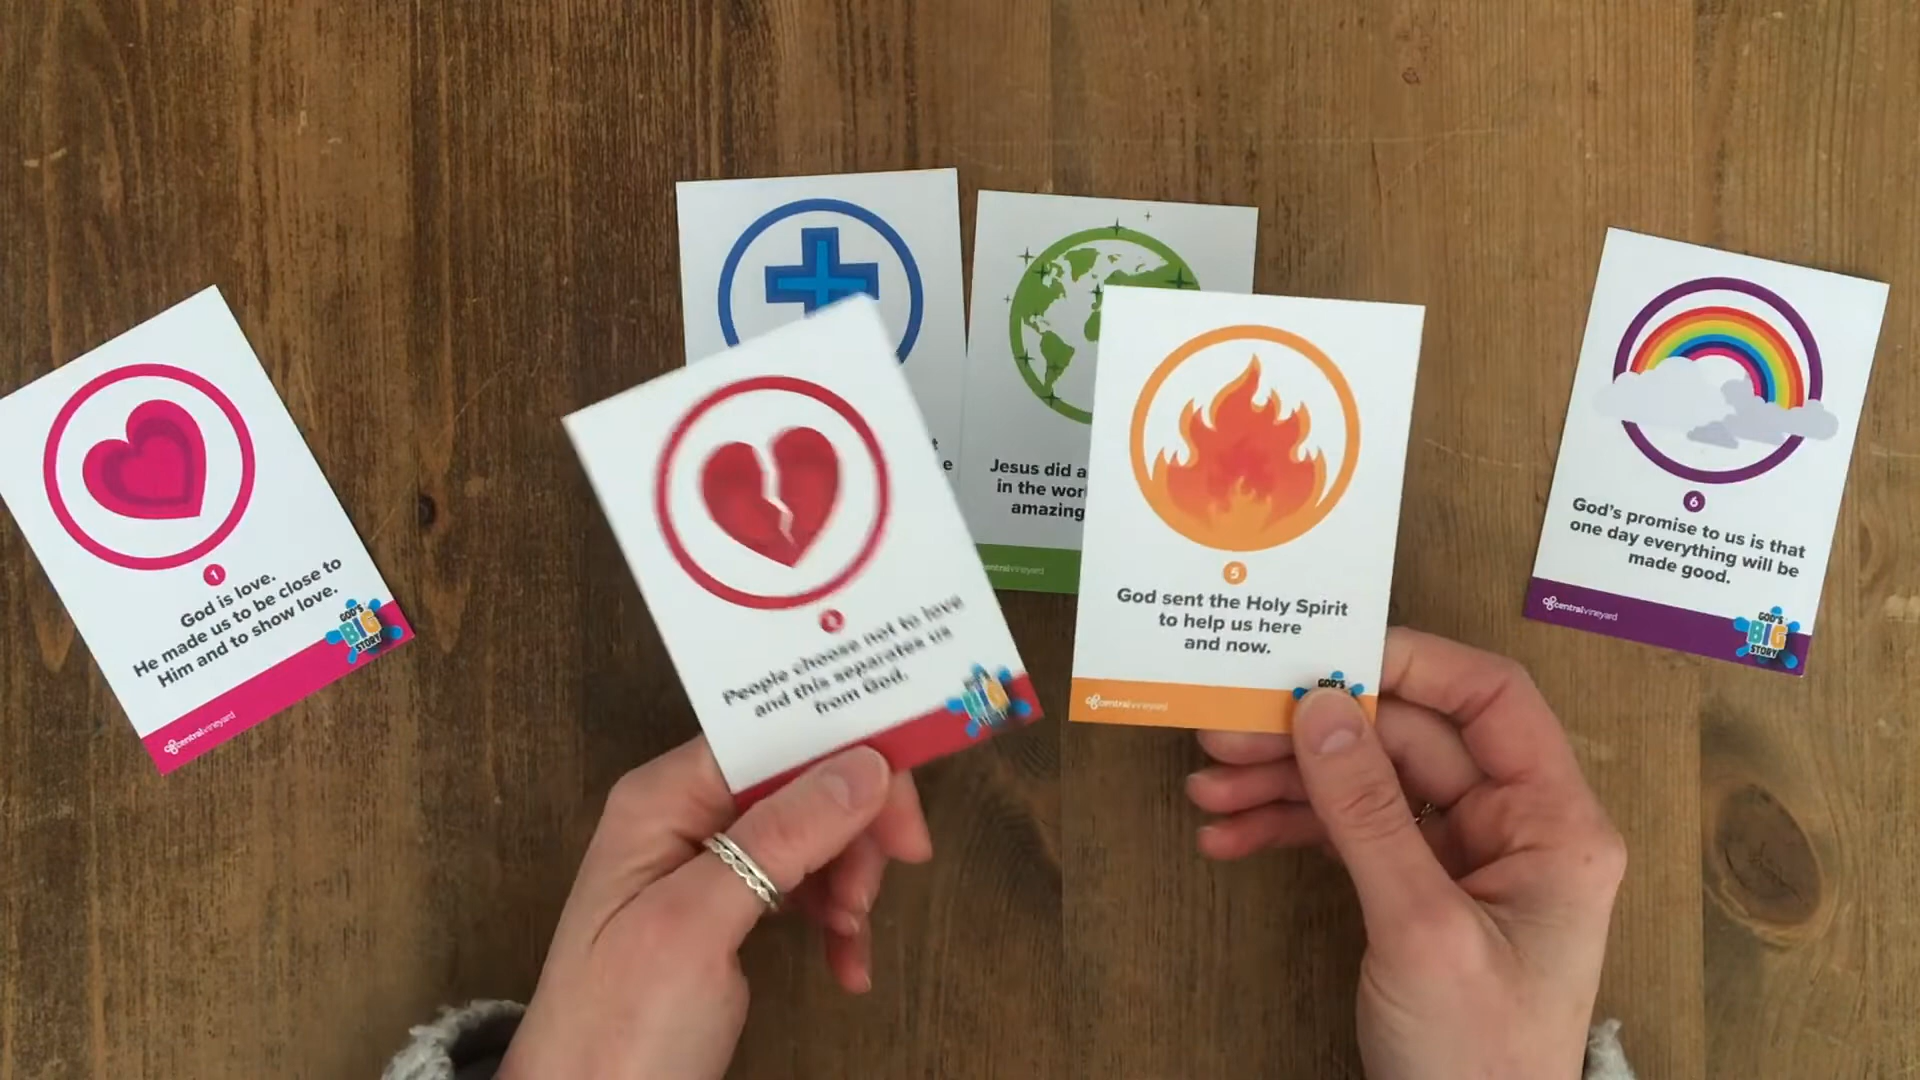 1
God is love.
He made us to be close to
Him and to show love.
centralvineyard
GOD'S
BIG
STORY
2
People choose not to love
and this separates us
from God.
BIG
t
e
Jesus did a
in the wor
amazing
centralvineyard
5
God sent the Holy Spirit
to help us here
and now.
centralvineyard
GOD'S
6
God's promise to us is that
one day everything will be
made good.
centralvineyard
GOD'S
BIG
STORY